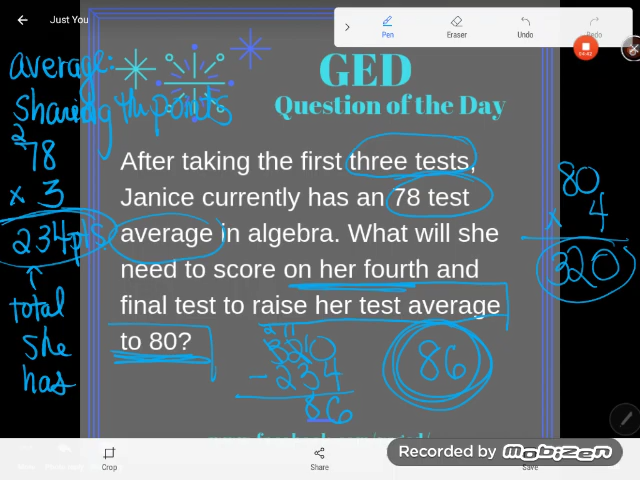 Just You
Pen
Eraser
Undo
Redo
average:
sharing the points
2
78
x 3
234pts
↑
total
she
has
GED
Question of the Day
After taking the first three tests,
Janice currently has an 78 test
average in algebra. What will she
need to score on her fourth and
final test to raise her test average
to 80?
320
- 234
86
86
80
x 4
320
Crop
Share
Save
Recorded by mobizen